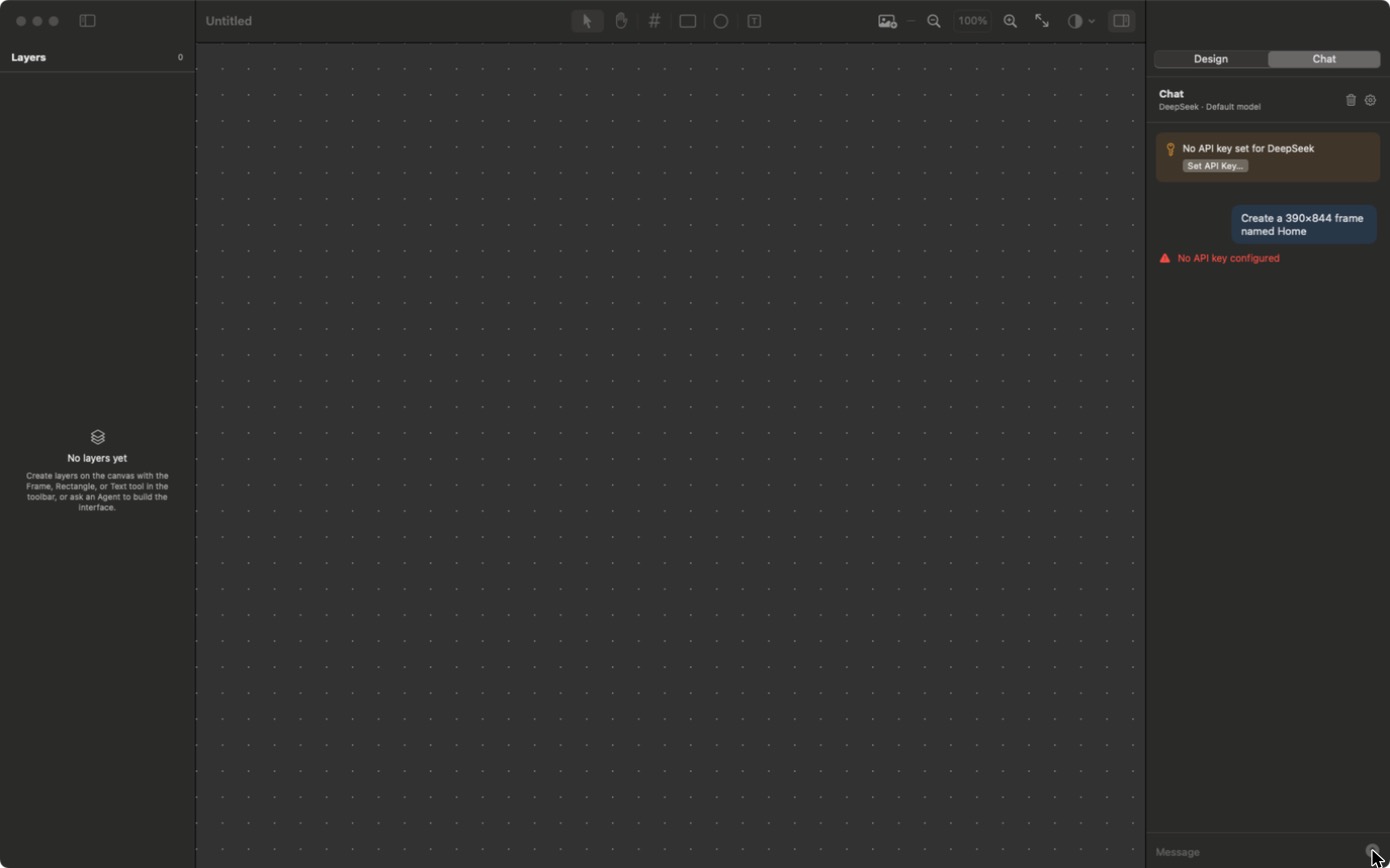 Untitled
100%
Layers
0
No layers yet
Create layers on the canvas with the
Frame, Rectangle, or Text tool in the
toolbar, or ask an Agent to build the
interface.
Design
Chat
Chat
DeepSeek - Default model
No API key set for DeepSeek
Set API Key...
Create a 390×844 frame
named Home
No API key configured
Message